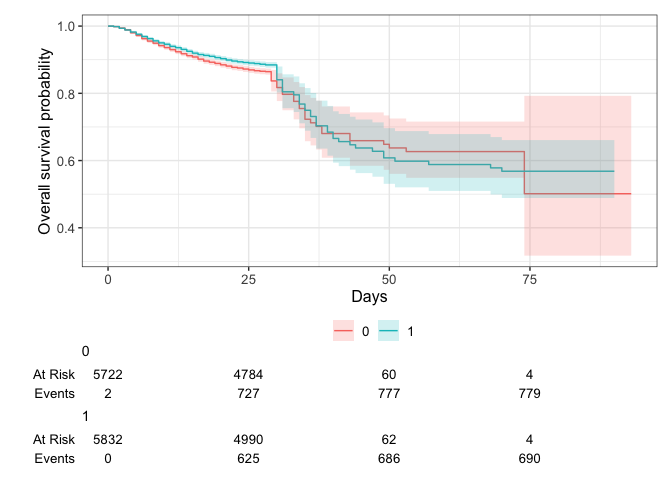 1.0
0.8
0.6
0.4
Overall survival probability
0 25 50 75
Days
0 1
0
At Risk 5722 4784 60 4
Events 2 727 777 779
1
At Risk 5832 4990 62 4
Events 0 625 686 690